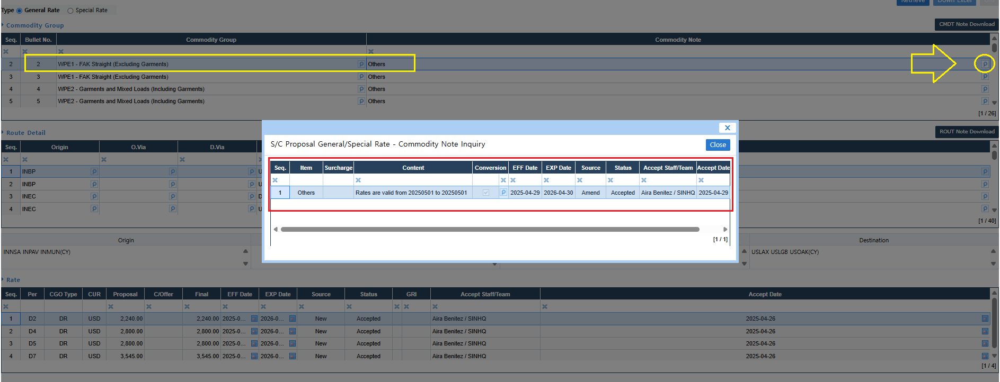 Retrieve Down Excel
Type General Rate Special Rate
Commodity Group
CMDT Note Download
Seq. Bullet No. Commodity Group Commodity Note
2 2 WPE1 - FAK Straight (Excluding Garments) Others
3 3 WPE1 - FAK Straight (Excluding Garments) Others
4 4 WPE2 - Garments and Mixed Loads (Including Garments) Others
5 5 WPE2 - Garments and Mixed Loads (Including Garments) Others
[1 / 26]
Route Detail
ROUT Note Download
Seq. Origin O.Via D.Via
1 INBP U
2 INBP U
3 INEC D
4 INEC U
[1 / 40]
S/C Proposal General/Special Rate - Commodity Note Inquiry
Close
Seq. Item Surcharge Content Conversion EFF Date EXP Date Source Status Accept Staff/Team Accept Date
1 Others Rates are valid from 20250501 to 20250501 2025-04-29 2026-04-30 Amend Accepted Aira Benitez / SINHQ 2025-04-29
[1 / 1]
Origin Destination
INNSA INPAV INMUN(CY) USLAX USLGB USOAK(CY)
Rate
Seq. Per CGO Type CUR Proposal C/Offer Final EFF Date EXP Date Source Status GRI Accept Staff/Team Accept Date
1 D2 DR USD 2,240.00 2,240.00 2025-0... 2026-0... New Accepted Aira Benitez / SINHQ 2025-04-26
2 D4 DR USD 2,800.00 2,800.00 2025-0... 2026-0... New Accepted Aira Benitez / SINHQ 2025-04-26
3 D5 DR USD 2,800.00 2,800.00 2025-0... 2026-0... New Accepted Aira Benitez / SINHQ 2025-04-26
4 D7 DR USD 3,545.00 3,545.00 2025-0... 2026-0... New Accepted Aira Benitez / SINHQ 2025-04-26
[1 / 4]